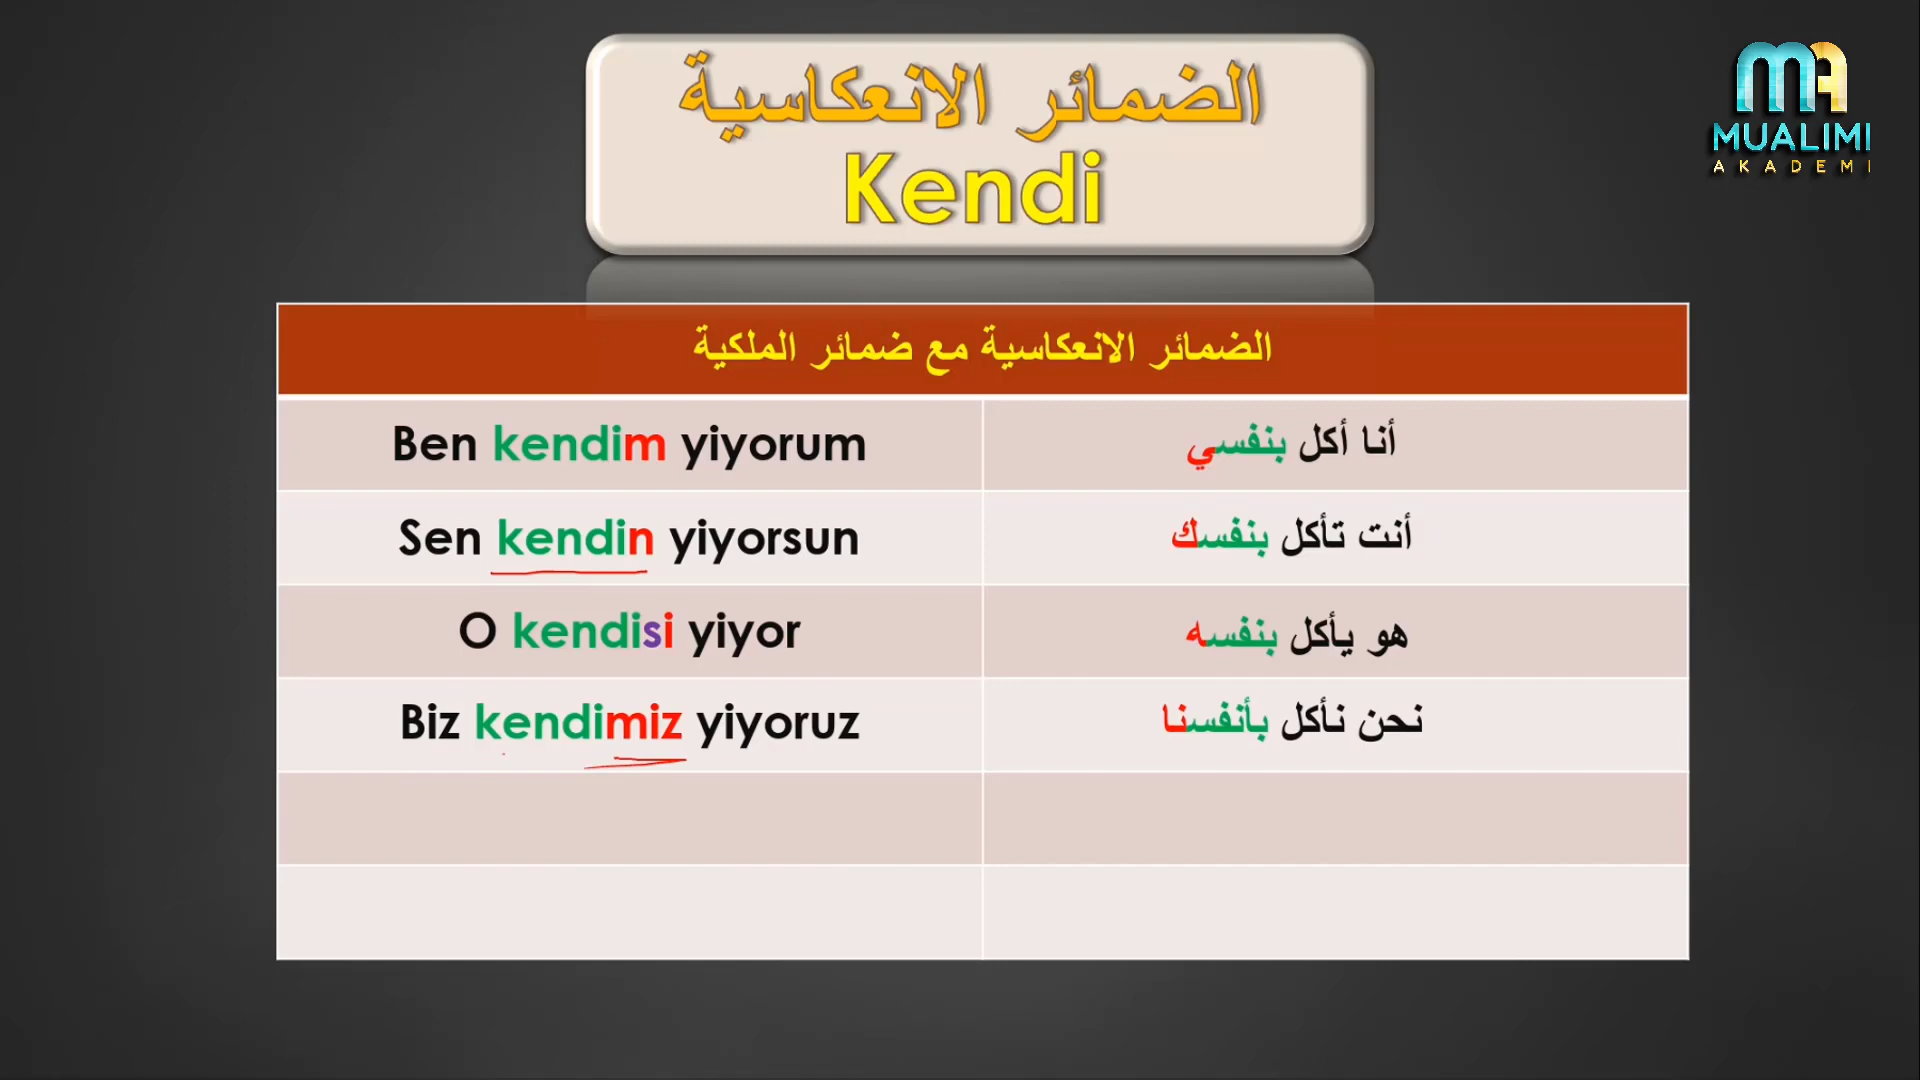 الضمائر الانعكاسية
Kendi
MA
MUALIMI
AKADEMI
الضمائر الانعكاسية مع ضمائر الملكية
Ben kendim yiyorum
أنا أكل بنفسي
Sen kendin yiyorsun
أنت تأكل بنفسك
O kendisi yiyor
هو يأكل بنفسه
Biz kendimiz yiyoruz
نحن نأكل بأنفسنا